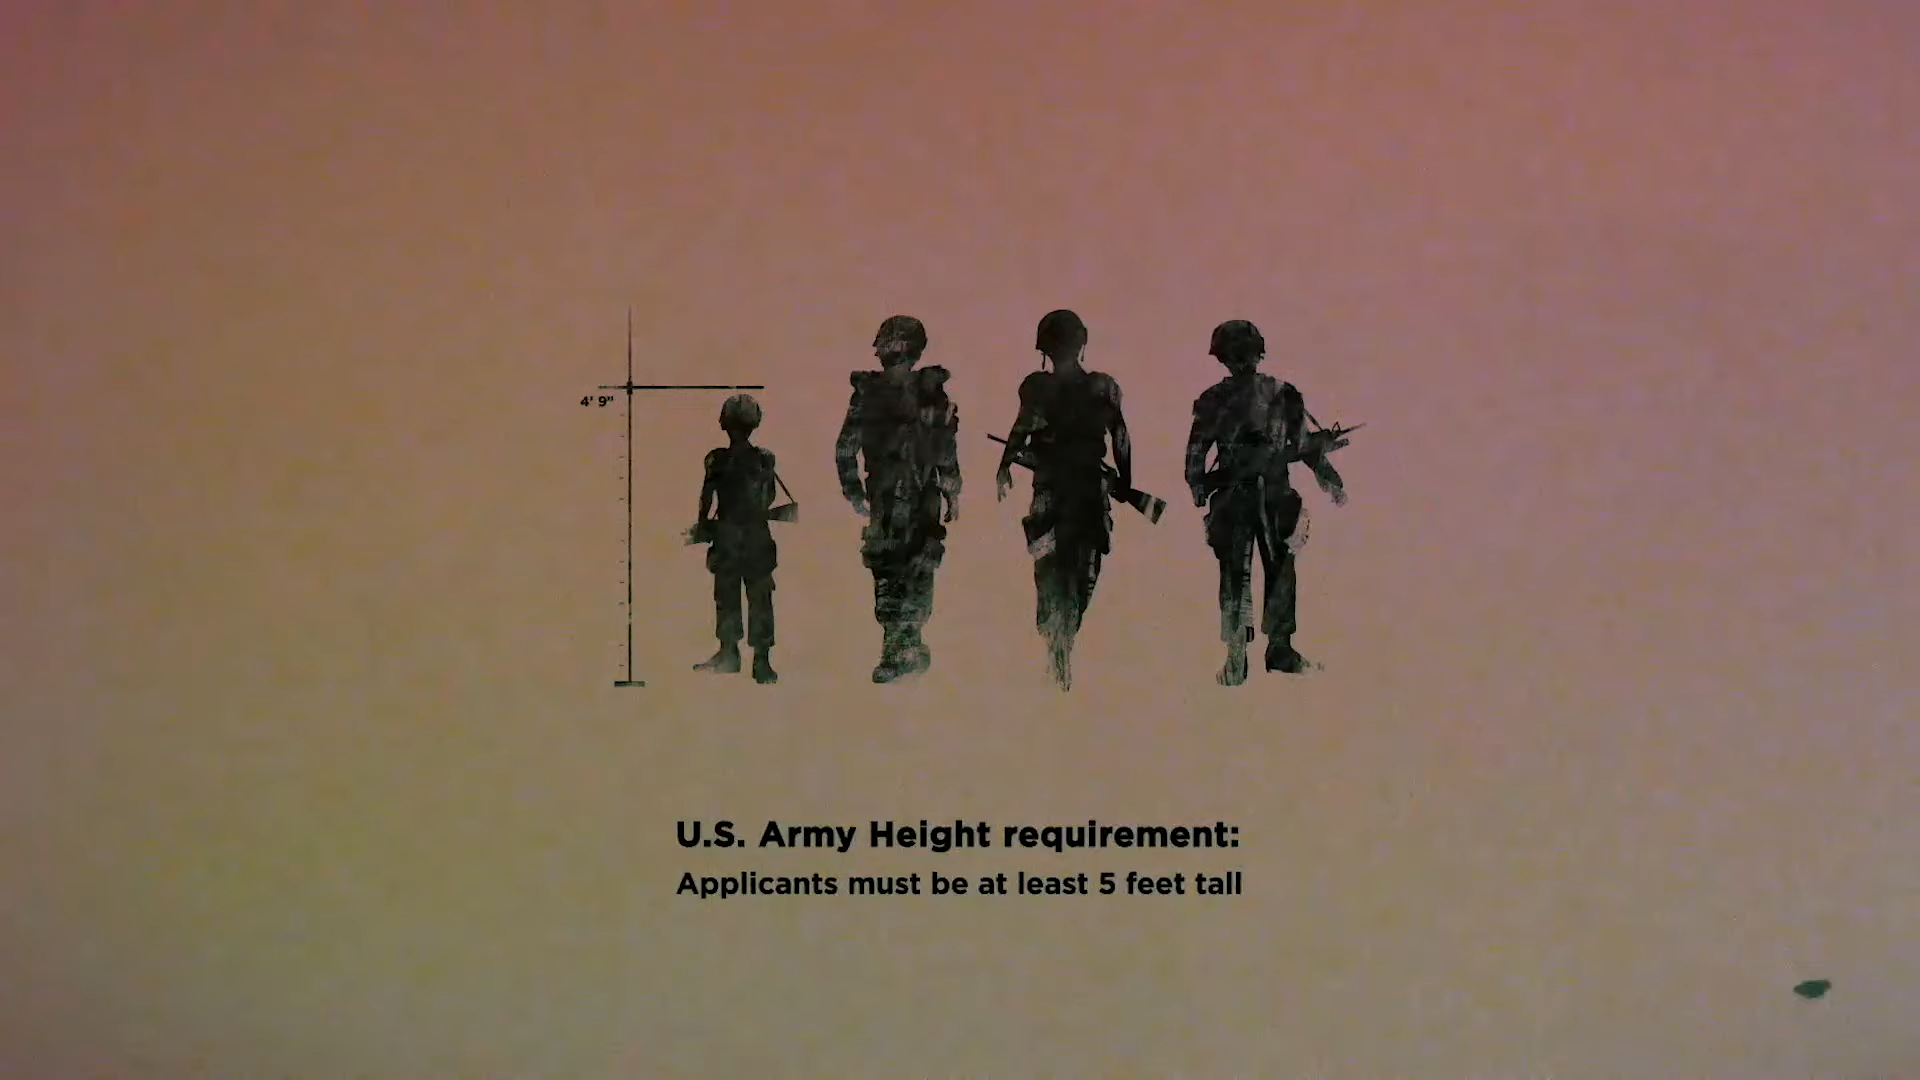 4' 9"
U.S. Army Height requirement:
Applicants must be at least 5 feet tall